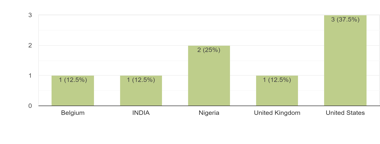 3
3 (37.5%)
2
2 (25%)
1
1 (12.5%)
1 (12.5%)
1 (12.5%)
0
Belgium
INDIA
Nigeria
United Kingdom
United States